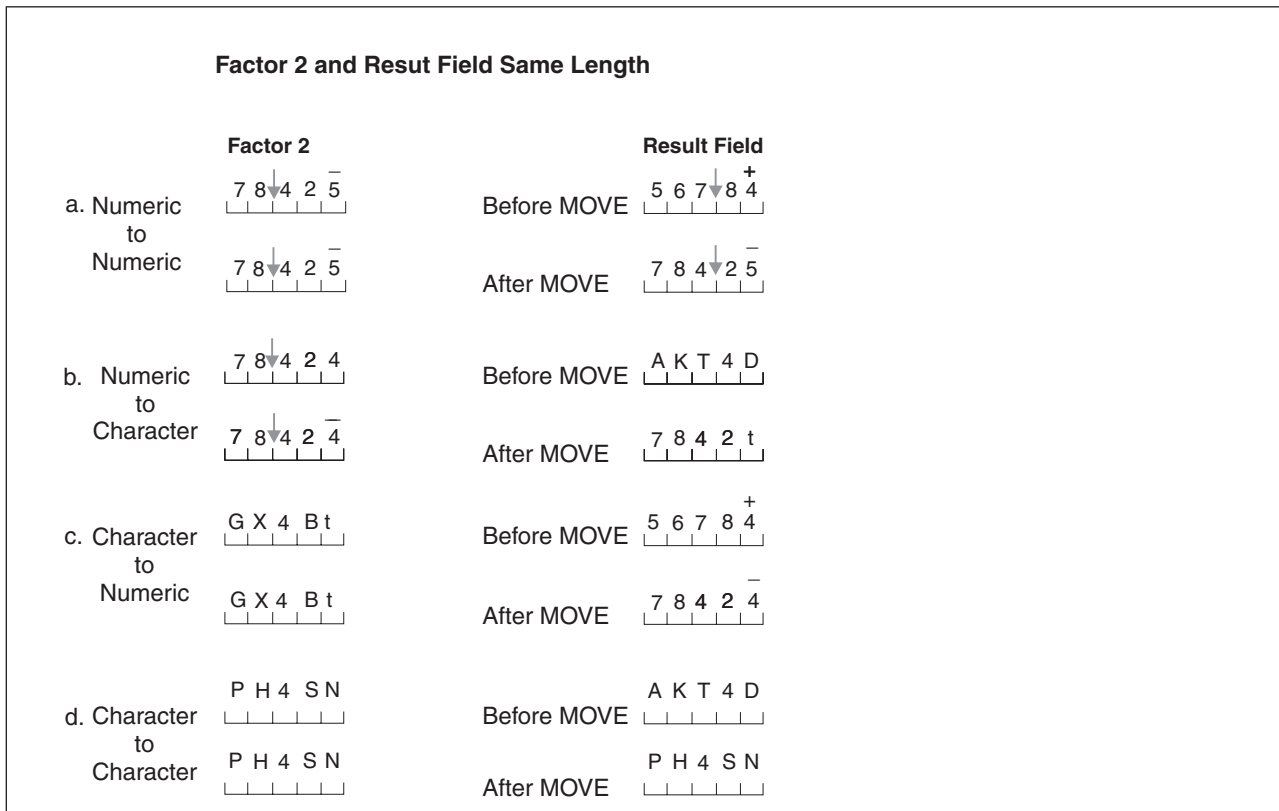 Factor 2 and Resut Field Same Length
Factor 2 Result Field
a. Numeric to Numeric
7 8 4 2 5 −
Before MOVE 5 6 7 8 4 +
7 8 4 2 5 −
After MOVE 7 8 4 2 5 −
b. Numeric to Character
7 8 4 2 4
Before MOVE A K T 4 D
7 8 4 2 4 −
After MOVE 7 8 4 2 t
c. Character to Numeric
G X 4 B t
Before MOVE 5 6 7 8 4 +
G X 4 B t
After MOVE 7 8 4 2 4 −
d. Character to Character
P H 4 S N
Before MOVE A K T 4 D
P H 4 S N
After MOVE P H 4 S N